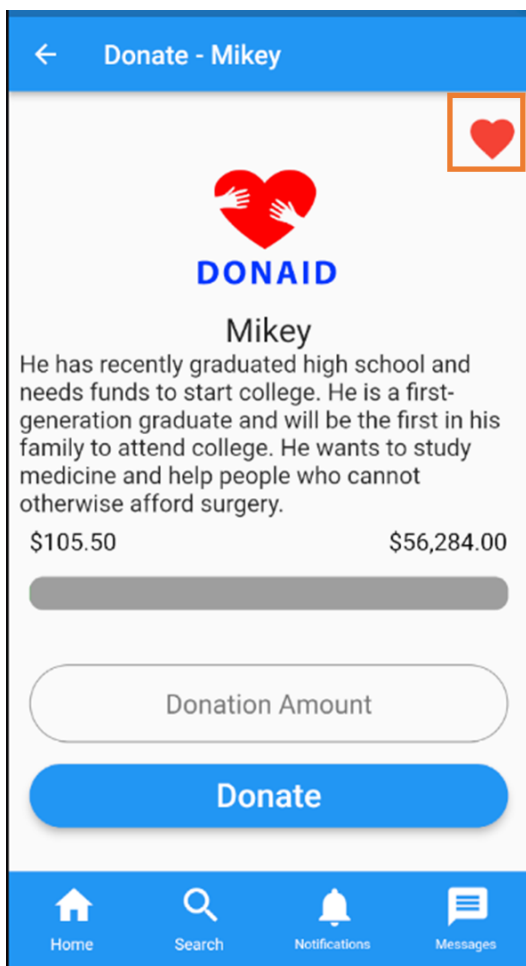 Donate - Mikey
DONAID
Mikey
He has recently graduated high school and
needs funds to start college. He is a first-
generation graduate and will be the first in his
family to attend college. He wants to study
medicine and help people who cannot
otherwise afford surgery.
$105.50 $56,284.00
Donation Amount
Donate
Home Search Notifications Messages